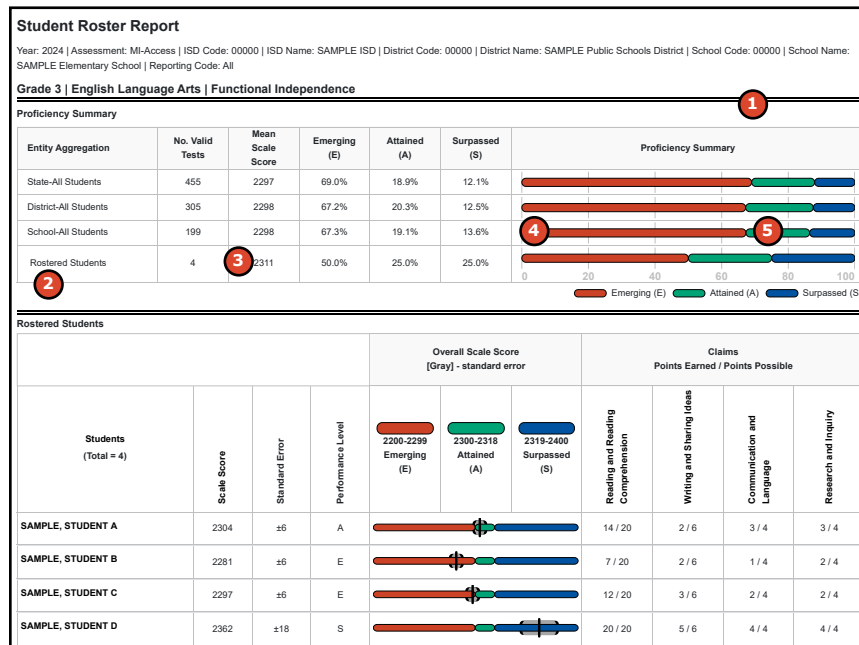 Student Roster Report
Year: 2024 | Assessment: MI-Access | ISD Code: 00000 | ISD Name: SAMPLE ISD | District Code: 00000 | District Name: SAMPLE Public Schools District | School Code: 00000 | School Name:
SAMPLE Elementary School | Reporting Code: All
Grade 3 | English Language Arts | Functional Independence
1
Proficiency Summary
Entity Aggregation
No. Valid
Tests
Mean
Scale
Score
Emerging
(E)
Attained
(A)
Surpassed
(S)
Proficiency Summary
State-All Students 455 2297 69.0% 18.9% 12.1%
District-All Students 305 2298 67.2% 20.3% 12.5%
School-All Students 199 2298 67.3% 19.1% 13.6% 4 5
Rostered Students 4 3 2311 50.0% 25.0% 25.0%
0 20 40 60 80 100
2
Emerging (E) Attained (A) Surpassed (S
Rostered Students
Overall Scale Score
[Gray] - standard error
Claims
Points Earned / Points Possible
Students
(Total = 4)
Scale Score
Standard Error
Performance Level
2200-2299
Emerging
(E)
2300-2318
Attained
(A)
2319-2400
Surpassed
(S)
Reading and Reading
Comprehension
Writing and Sharing Ideas
Communication and
Language
Research and Inquiry
SAMPLE, STUDENT A 2304 ±6 A 14 / 20 2 / 6 3 / 4 3 / 4
SAMPLE, STUDENT B 2281 ±6 E 7 / 20 2 / 6 1 / 4 2 / 4
SAMPLE, STUDENT C 2297 ±6 E 12 / 20 3 / 6 2 / 4 2 / 4
SAMPLE, STUDENT D 2362 ±18 S 20 / 20 5 / 6 4 / 4 4 / 4